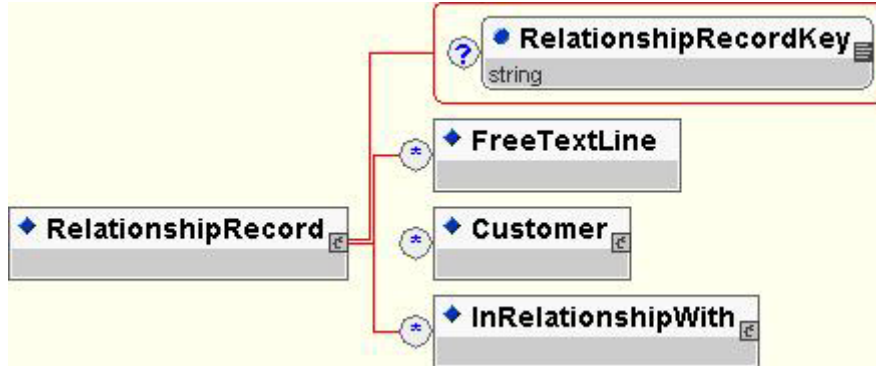 RelationshipRecordKey
?
string
FreeTextLine
*
RelationshipRecord
Customer
*
InRelationshipWith
*